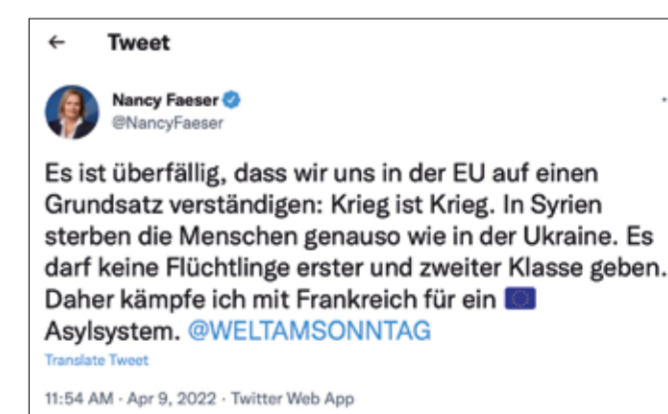 ← Tweet
Nancy Faeser
@NancyFaeser
Es ist überfällig, dass wir uns in der EU auf einen
Grundsatz verständigen: Krieg ist Krieg. In Syrien
sterben die Menschen genauso wie in der Ukraine. Es
darf keine Flüchtlinge erster und zweiter Klasse geben.
Daher kämpfe ich mit Frankreich für ein 🇪🇺
Asylsystem. @WELTAMSONNTAG
Translate Tweet
11:54 AM · Apr 9, 2022 · Twitter Web App